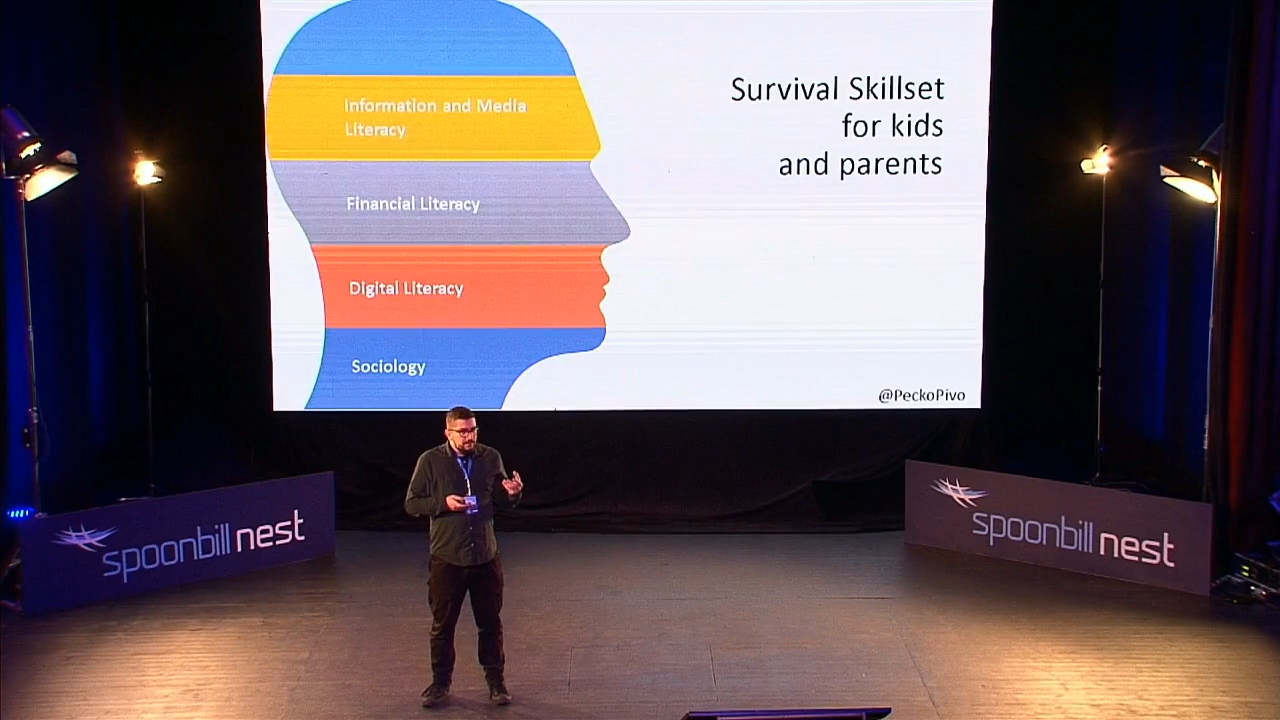 Information and Media
Literacy
Financial Literacy
Digital Literacy
Sociology
Survival Skillset
for kids
and parents
@PeckoPivo
spoonbill nest
spoonbill nest